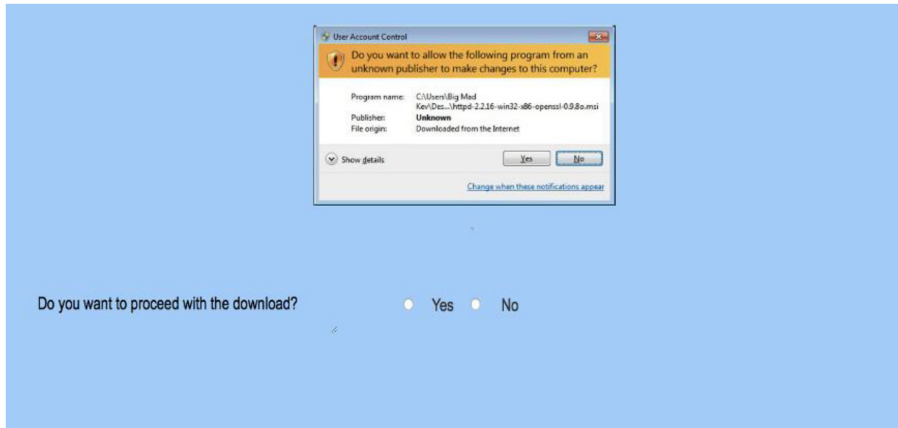 User Account Control
Do you want to allow the following program from an
unknown publisher to make changes to this computer?
Program name: C:\Users\Big Mad
Kev\Des...\httpd-2.2.16-win32-x86-openssl-0.9.8o.msi
Publisher: Unknown
File origin: Downloaded from the Internet
Show details Yes No
Change when these notifications appear
Do you want to proceed with the download? Yes No